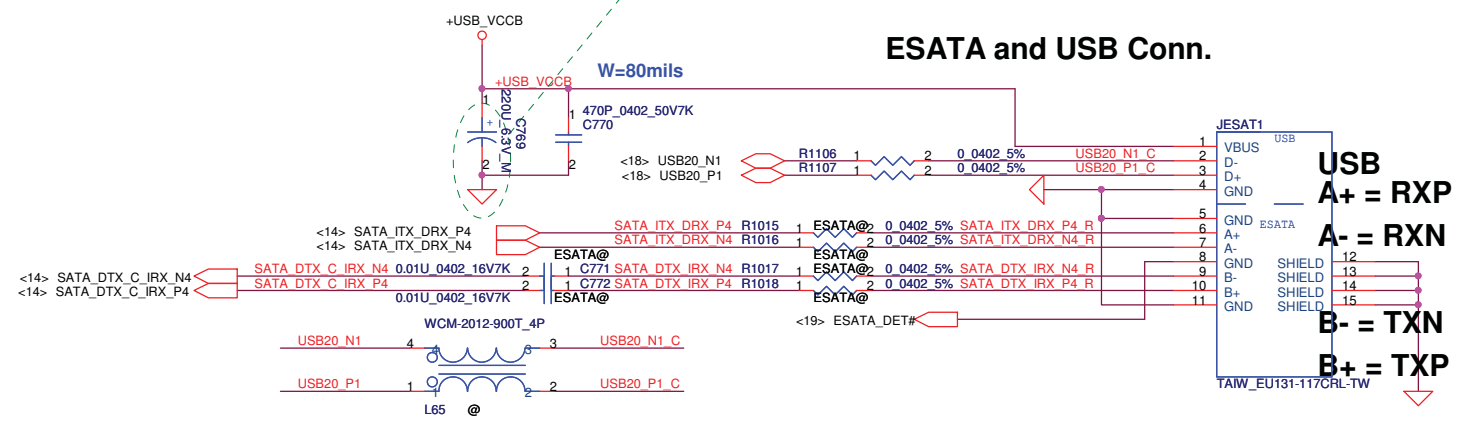 +USB_VCCB
ESATA and USB Conn.
+USB_VCCB
W=80mils
1
220U_6.3V_M
C769
+
2
1
470P_0402_50V7K
C770
2
JESAT1
USB
<18> USB20_N1 R1106 1 2 0_0402_5% USB20_N1_C
<18> USB20_P1 R1107 1 2 0_0402_5% USB20_P1_C
1 VBUS
2 D-
3 D+
4 GND
USB
A+ = RXP
A- = RXN
B- = TXN
B+ = TXP
5 GND
ESATA
6 A+
7 A-
8 GND
9 B-
10 B+
11 GND
SHIELD 12
SHIELD 13
SHIELD 14
SHIELD 15
TAIW_EU131-117CRL-TW
<14> SATA_ITX_DRX_P4 SATA_ITX_DRX_P4 R1015 1 ESATA@ 2 0_0402_5% SATA_ITX_DRX_P4_R
<14> SATA_ITX_DRX_N4 SATA_ITX_DRX_N4 R1016 1 2 0_0402_5% SATA_ITX_DRX_N4_R
ESATA@ ESATA@
<14> SATA_DTX_C_IRX_N4 SATA_DTX_C_IRX_N4 0.01U_0402_16V7K 2 1 C771 SATA_DTX_IRX_N4 R1017 1 ESATA@ 2 0_0402_5% SATA_DTX_IRX_N4_R
<14> SATA_DTX_C_IRX_P4 SATA_DTX_C_IRX_P4 2 1 C772 SATA_DTX_IRX_P4 R1018 1 2 0_0402_5% SATA_DTX_IRX_P4_R
0.01U_0402_16V7K ESATA@ ESATA@
<19> ESATA_DET#
WCM-2012-900T_4P
USB20_N1 4 4 3 3 USB20_N1_C
USB20_P1 1 1 2 2 USB20_P1_C
L65 @